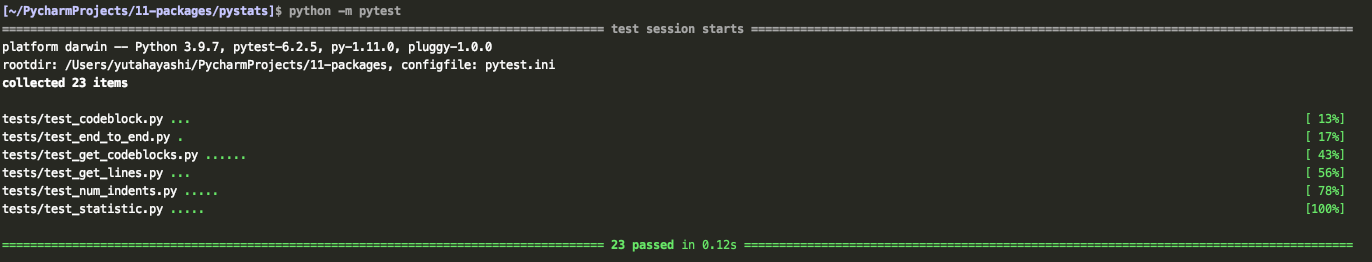 [~/PycharmProjects/11-packages/pystats]$ python -m pytest
====================================================================================== test session starts ======================================================================================
platform darwin -- Python 3.9.7, pytest-6.2.5, py-1.11.0, pluggy-1.0.0
rootdir: /Users/yutahayashi/PycharmProjects/11-packages, configfile: pytest.ini
collected 23 items
tests/test_codeblock.py ... [ 13%]
tests/test_end_to_end.py . [ 17%]
tests/test_get_codeblocks.py ...... [ 43%]
tests/test_get_lines.py ... [ 56%]
tests/test_num_indents.py ..... [ 78%]
tests/test_statistic.py ..... [100%]
====================================================================================== 23 passed in 0.12s =======================================================================================